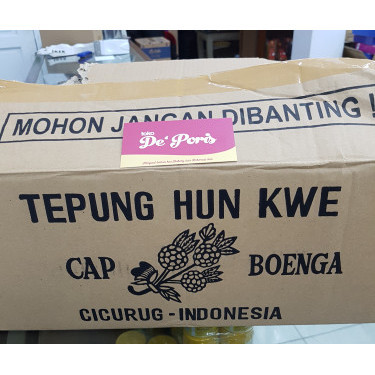 MOHON JANGAN DIBANTING !
toko
De' Poris
TEPUNG HUN KWE
CAP BOENGA
CICURUG - INDONESIA